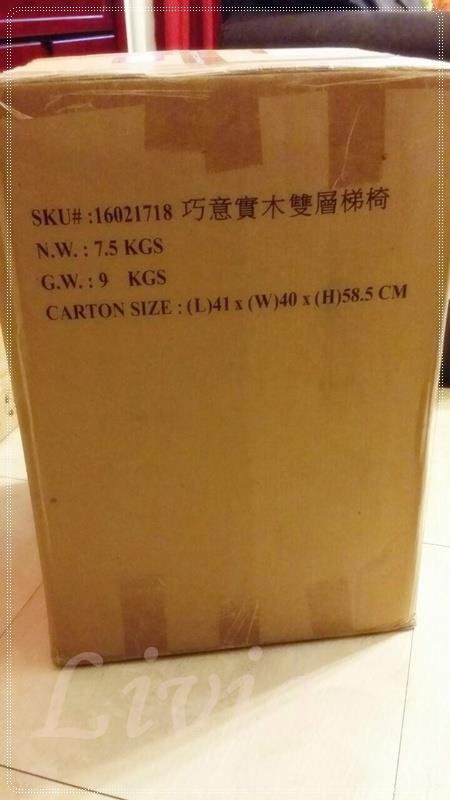 SKU# :16021718 巧意實木雙層梯椅
N.W. : 7.5 KGS
G.W. : 9 KGS
CARTON SIZE : (L)41 x (W)40 x (H)58.5 CM